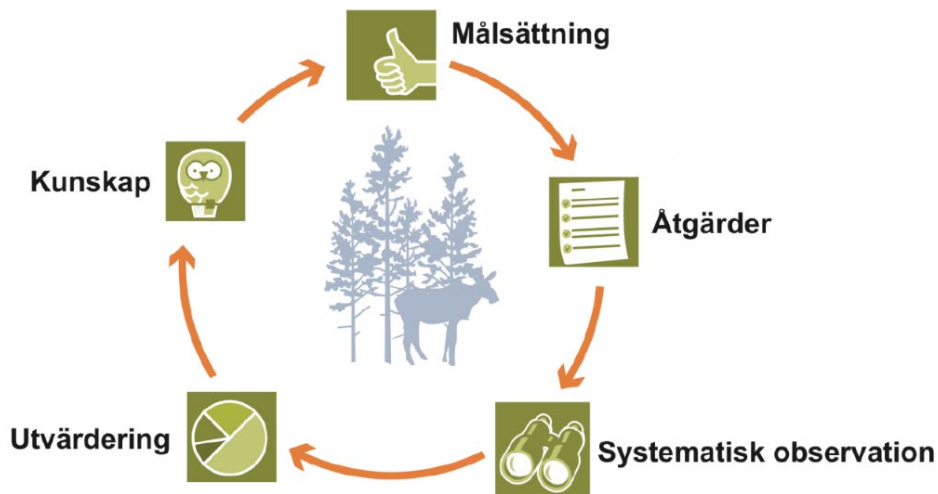 Målsättning
Åtgärder
Systematisk observation
Utvärdering
Kunskap